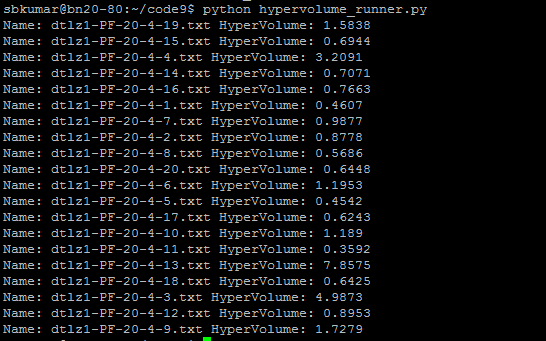 sbkumar@bn20-80:~/code9$ python hypervolume_runner.py
Name: dtlz1-PF-20-4-19.txt HyperVolume: 1.5838
Name: dtlz1-PF-20-4-15.txt HyperVolume: 0.6944
Name: dtlz1-PF-20-4-4.txt HyperVolume: 3.2091
Name: dtlz1-PF-20-4-14.txt HyperVolume: 0.7071
Name: dtlz1-PF-20-4-16.txt HyperVolume: 0.7663
Name: dtlz1-PF-20-4-1.txt HyperVolume: 0.4607
Name: dtlz1-PF-20-4-7.txt HyperVolume: 0.9877
Name: dtlz1-PF-20-4-2.txt HyperVolume: 0.8778
Name: dtlz1-PF-20-4-8.txt HyperVolume: 0.5686
Name: dtlz1-PF-20-4-20.txt HyperVolume: 0.6448
Name: dtlz1-PF-20-4-6.txt HyperVolume: 1.1953
Name: dtlz1-PF-20-4-5.txt HyperVolume: 0.4542
Name: dtlz1-PF-20-4-17.txt HyperVolume: 0.6243
Name: dtlz1-PF-20-4-10.txt HyperVolume: 1.189
Name: dtlz1-PF-20-4-11.txt HyperVolume: 0.3592
Name: dtlz1-PF-20-4-13.txt HyperVolume: 7.8575
Name: dtlz1-PF-20-4-18.txt HyperVolume: 0.6425
Name: dtlz1-PF-20-4-3.txt HyperVolume: 4.9873
Name: dtlz1-PF-20-4-12.txt HyperVolume: 0.8953
Name: dtlz1-PF-20-4-9.txt HyperVolume: 1.7279